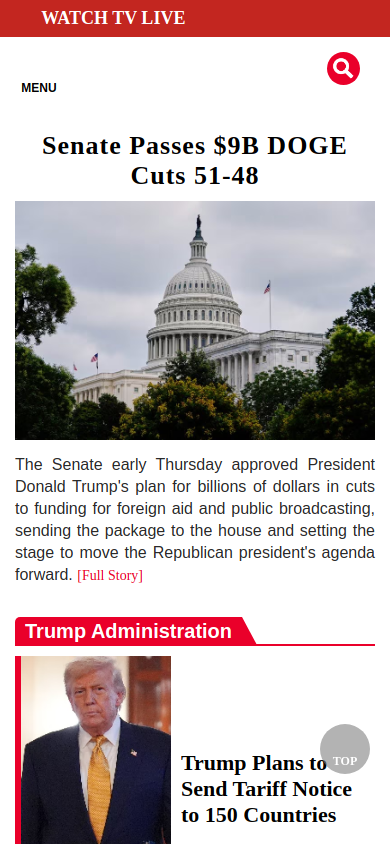 WATCH TV LIVE
MENU
Senate Passes $9B DOGE
Cuts 51-48
The Senate early Thursday approved President
Donald Trump's plan for billions of dollars in cuts
to funding for foreign aid and public broadcasting,
sending the package to the house and setting the
stage to move the Republican president's agenda
forward. [Full Story]
Trump Administration
Trump Plans to
Send Tariff Notice
to 150 Countries
TOP